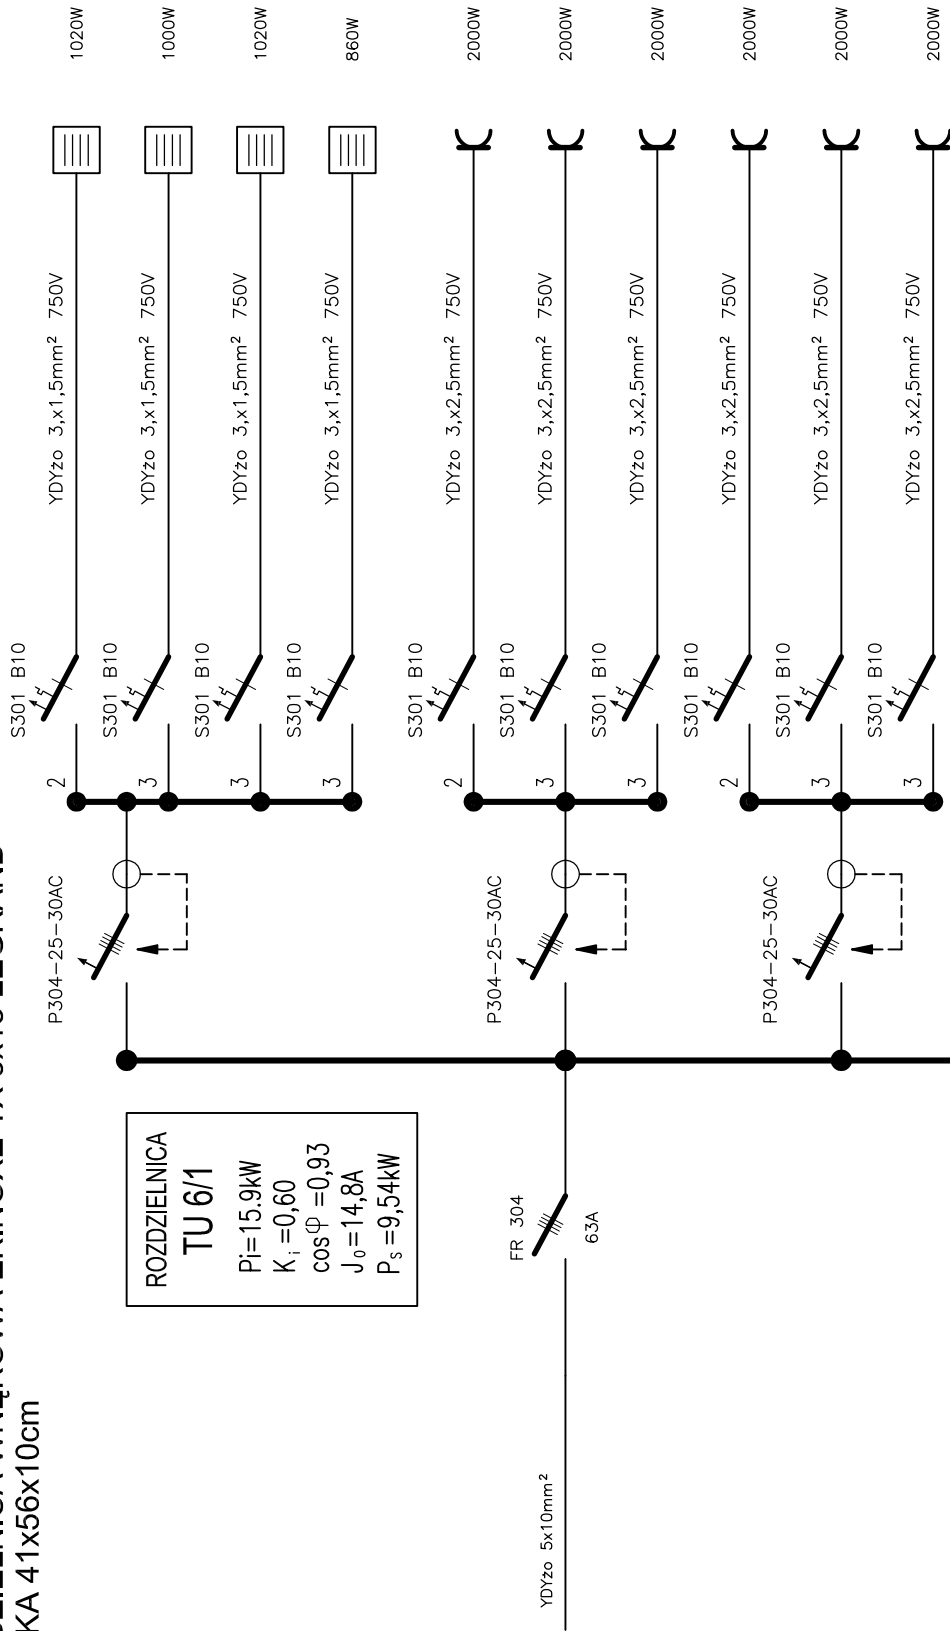 KA 41x56x10cm
1020W
1000W
1020W
860W
2000W
2000W
2000W
2000W
2000W
2000W
YDYżo 3,x1,5mm² 750V
YDYżo 3,x1,5mm² 750V
YDYżo 3,x1,5mm² 750V
YDYżo 3,x1,5mm² 750V
YDYżo 3,x2,5mm² 750V
YDYżo 3,x2,5mm² 750V
YDYżo 3,x2,5mm² 750V
YDYżo 3,x2,5mm² 750V
YDYżo 3,x2,5mm² 750V
YDYżo 3,x2,5mm² 750V
S301 B10
S301 B10
S301 B10
S301 B10
S301 B10
S301 B10
S301 B10
S301 B10
S301 B10
S301 B10
2
3
3
3
2
3
3
2
3
3
P304-25-30AC
P304-25-30AC
P304-25-30AC
ROZDZIELNICA
TU 6/1
Pi=15.9kW
Ki=0,60
cosφ=0,93
J₀=14,8A
Ps=9,54kW
FR 304
63A
YDYżo 5x10mm²